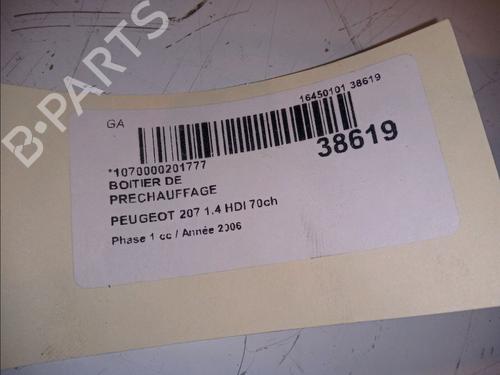 B-PARTS
GA
16450101 38619
38619
*1070000201777
BOITIER DE
PRECHAUFFAGE
PEUGEOT 207 1.4 HDI 70ch
Phase 1 cc / Année 2006